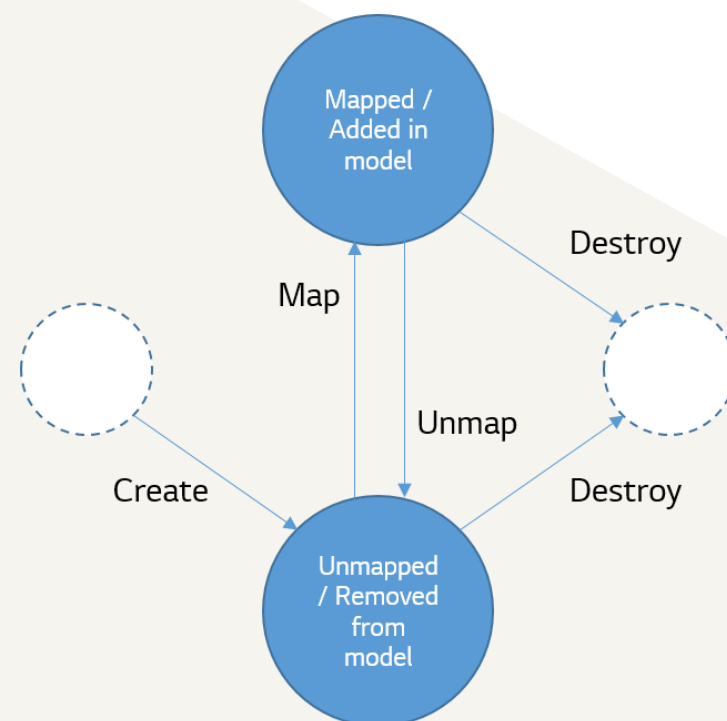 Mapped /
Added in
model
Destroy
Map
Unmap
Create
Destroy
Unmapped
/ Removed
from
model